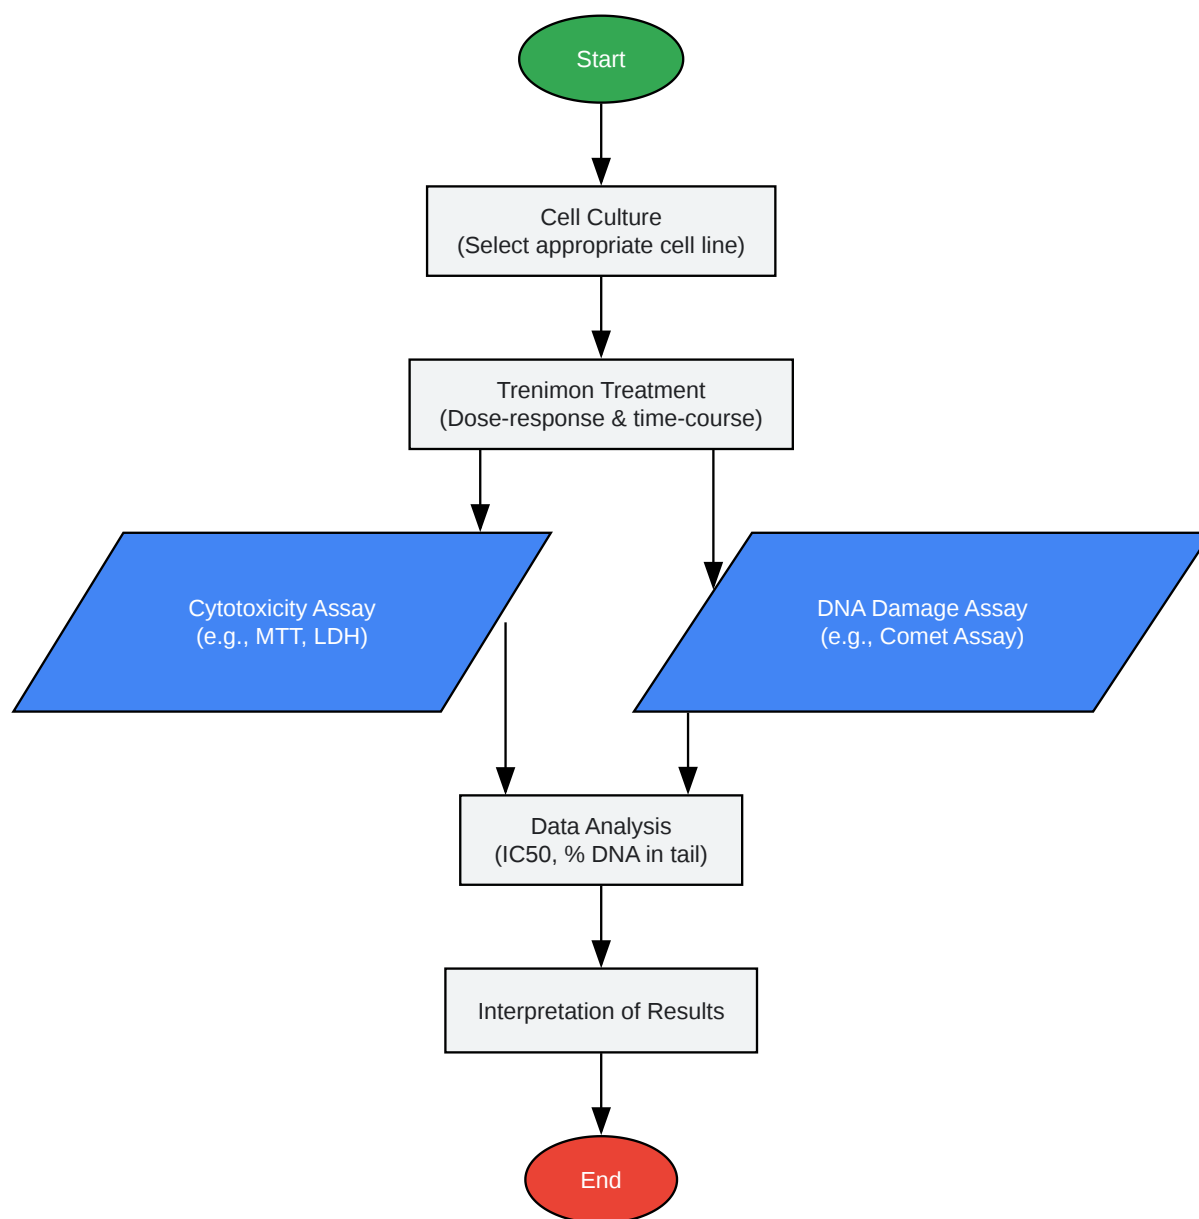 Start
Cell Culture
(Select appropriate cell line)
Trenimon Treatment
(Dose-response & time-course)
Cytotoxicity Assay
(e.g., MTT, LDH)
DNA Damage Assay
(e.g., Comet Assay)
Data Analysis
(IC50, % DNA in tail)
Interpretation of Results
End